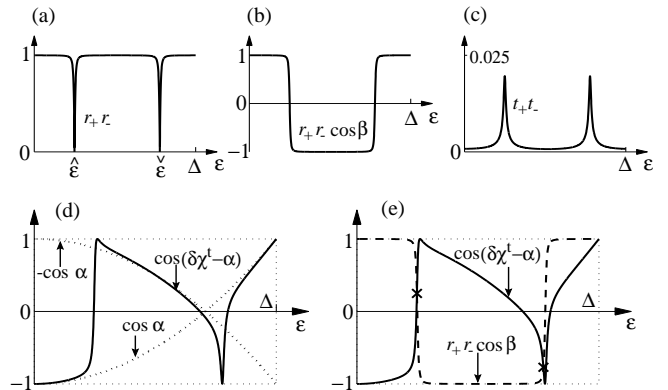 (a)
1
r₊ r₋
0
ε̂
ε̌
Δ
ε
(b)
1
0
−1
r₊ r₋ cosβ
Δ
ε
(c)
0.025
t₊ t₋
0
Δ
ε
(d)
1
-cos α
cos(δχᵗ−α)
0
cos α
−1
Δ
ε
(e)
1
cos(δχᵗ−α)
0
r₊ r₋ cosβ
−1
Δ
ε